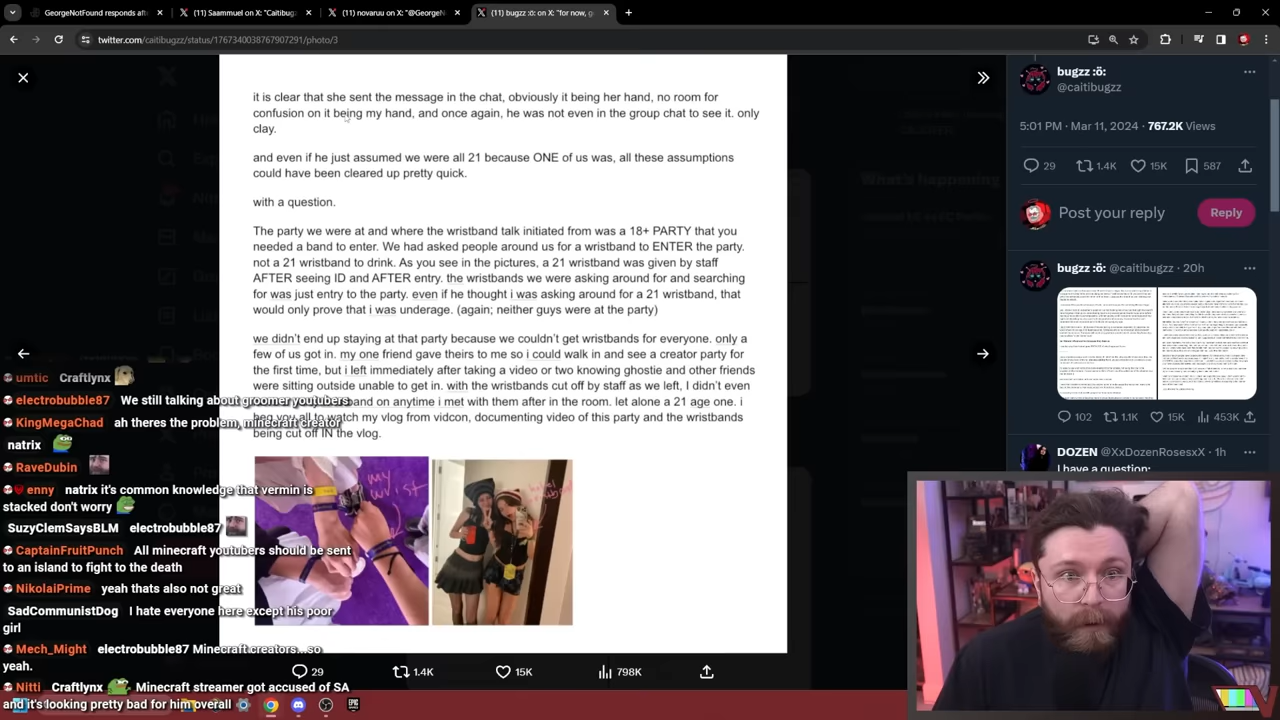 GeorgeNotFound responds aft
(11) Saammuel on X: "Caitibug
(11) novaruu on X: "@GeorgeN
(11) bugzz :ö: on X: "for now, g
twitter.com/caitibugzz/status/1767340038767907291/photo/3
it is clear that she sent the message in the chat, obviously it being her hand, no room for
confusion on it being my hand, and once again, he was not even in the group chat to see it. only
clay.
and even if he just assumed we were all 21 because ONE of us was, all these assumptions
could have been cleared up pretty quick.
with a question.
The party we were at and where the wristband talk initiated from was a 18+ PARTY that you
needed a band to enter. We had asked people around us for a wristband to ENTER the party.
not a 21 wristband to drink. As you see in the pictures, a 21 wristband was given by staff
AFTER seeing ID and AFTER entry. the wristbands we were asking around for and searching
for was just entry to the party. even if he thought i was asking around for a 21 wristband, that
would only prove that i was underage. (again; neither guys were at the party)
we didn't end up staying at that party because we couldn't get wristbands for everyone. only a
few of us got in. my one friend gave theirs to me so i could walk in and see a creator party for
the first time, but i left immediately after taking a video or two knowing ghostie and other friends
were sitting outside unable to get in. with the wristbands cut off by staff as we left, I didn't even
band on anytime i met with them after in the room. let alone a 21 age one. i
beg you all to watch my vlog from vidcon, documenting video of this party and the wristbands
being cut off IN the vlog.
MY
29
1.4K
15K
798K
bugzz :ö:
@caitibugzz
5:01 PM · Mar 11, 2024 · 767.2K Views
29
1.4K
15K
587
Post your reply
Reply
What's happening
bugzz :ö: @caitibugzz · 20h
102
1.1K
15K
453K
DOZEN @XxDozenRosesxX · 1h
I have a question:
umtic Craftlynx
electrobubble87 We still talking about groomer youtubers
KingMegaChad ah theres the problem, minecraft creator
natrix
RaveDubin
enny natrix it's common knowledge that vermin is
stacked don't worry
SuzyClemSaysBLM electrobubble87
CaptainFruitPunch All minecraft youtubers should be sent
to an island to fight to the death
NikolaiPrime yeah thats also not great
SadCommunistDog I hate everyone here except his poor
girl
Mech_Might electrobubble87 Minecraft creators...so
yeah.
Nitti Craftlynx Minecraft streamer got accused of SA
and it's looking pretty bad for him overall